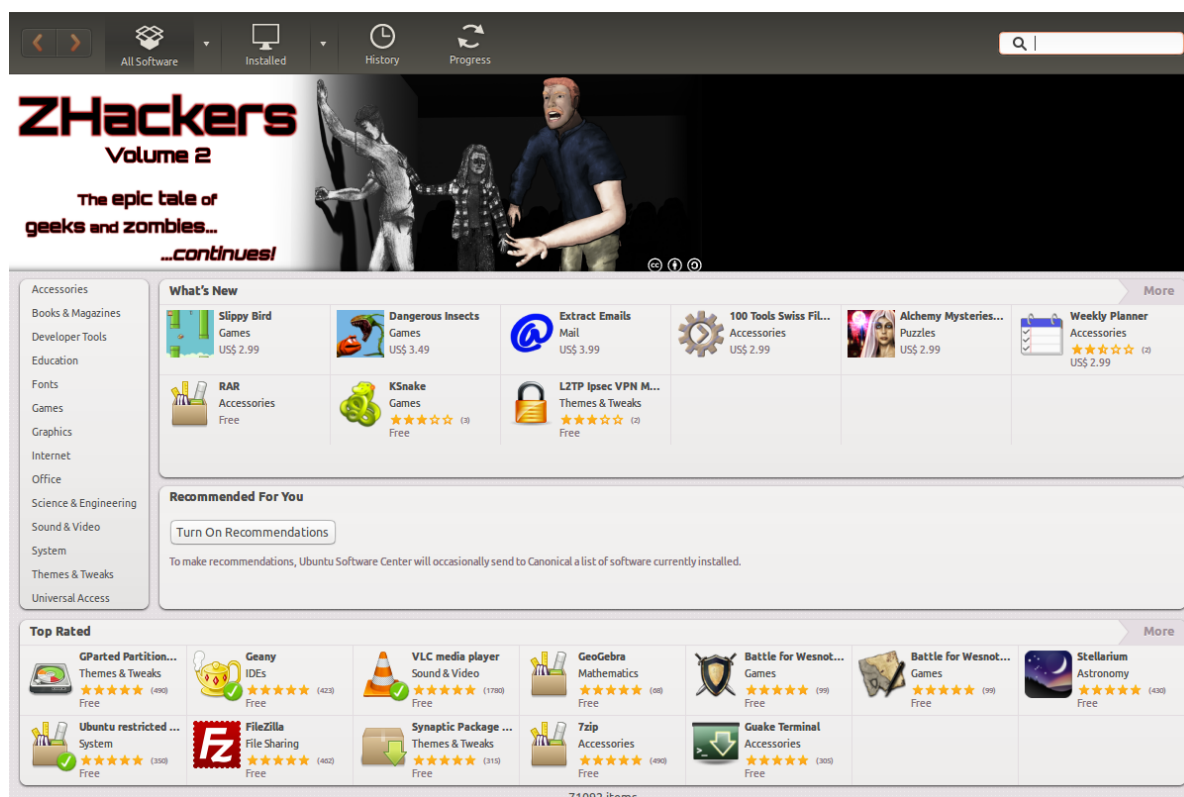 All Software
Installed
History
Progress
ZHackers
Volume 2
The epic tale of
geeks and zombies...
...continues!
cc
Accessories
Books & Magazines
Developer Tools
Education
Fonts
Games
Graphics
Internet
Office
Science & Engineering
Sound & Video
System
Themes & Tweaks
Universal Access
What's New
More
Slippy Bird
Games
US$ 2.99
Dangerous Insects
Games
US$ 3.49
Extract Emails
Mail
US$ 3.99
100 Tools Swiss Fil...
Accessories
US$ 2.99
Alchemy Mysteries...
Puzzles
US$ 2.99
Weekly Planner
Accessories
(2)
US$ 2.99
RAR
Accessories
Free
KSnake
Games
(3)
Free
L2TP Ipsec VPN M...
Themes & Tweaks
(2)
Free
Recommended For You
Turn On Recommendations
To make recommendations, Ubuntu Software Center will occasionally send to Canonical a list of software currently installed.
Top Rated
More
GParted Partition...
Themes & Tweaks
(490)
Free
Geany
IDEs
(423)
Free
VLC media player
Sound & Video
(1780)
Free
GeoGebra
Mathematics
(68)
Free
Battle for Wesnot...
Games
(99)
Free
Battle for Wesnot...
Games
(99)
Free
Stellarium
Astronomy
(430)
Free
Ubuntu restricted ...
System
(350)
Free
Fz
FileZilla
File Sharing
(462)
Free
Synaptic Package ...
Themes & Tweaks
(315)
Free
7zip
Accessories
(490)
Free
Guake Terminal
Accessories
(305)
Free